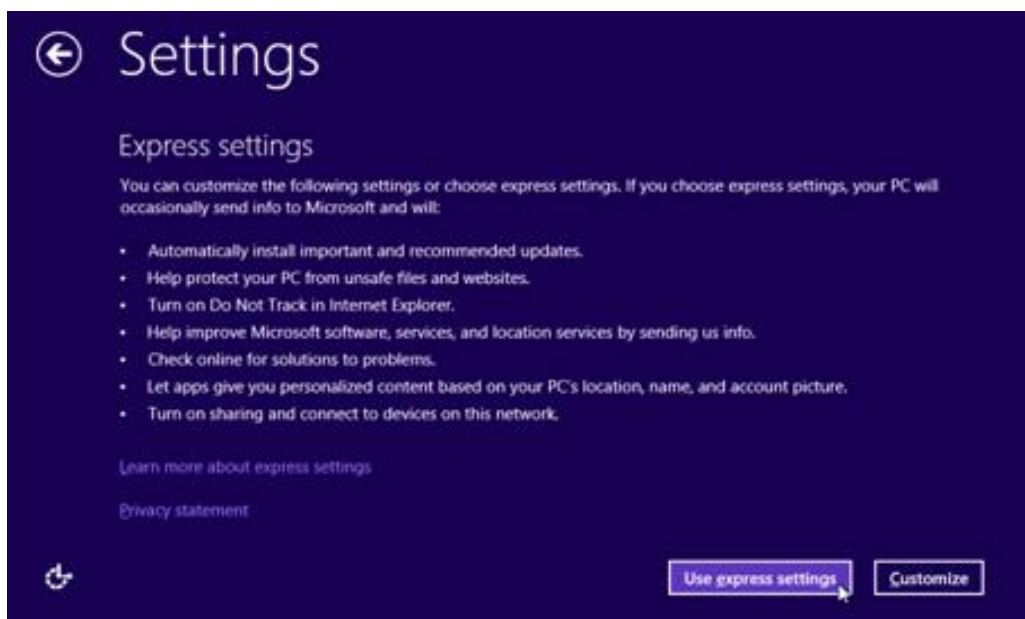 Settings
Express settings
You can customize the following settings or choose express settings. If you choose express settings, your PC will
occasionally send info to Microsoft and will:
• Automatically install important and recommended updates.
• Help protect your PC from unsafe files and websites.
• Turn on Do Not Track in Internet Explorer.
• Help improve Microsoft software, services, and location services by sending us info.
• Check online for solutions to problems.
• Let apps give you personalized content based on your PC's location, name, and account picture.
• Turn on sharing and connect to devices on this network.
Learn more about express settings
Privacy statement
Use express settings
Customize